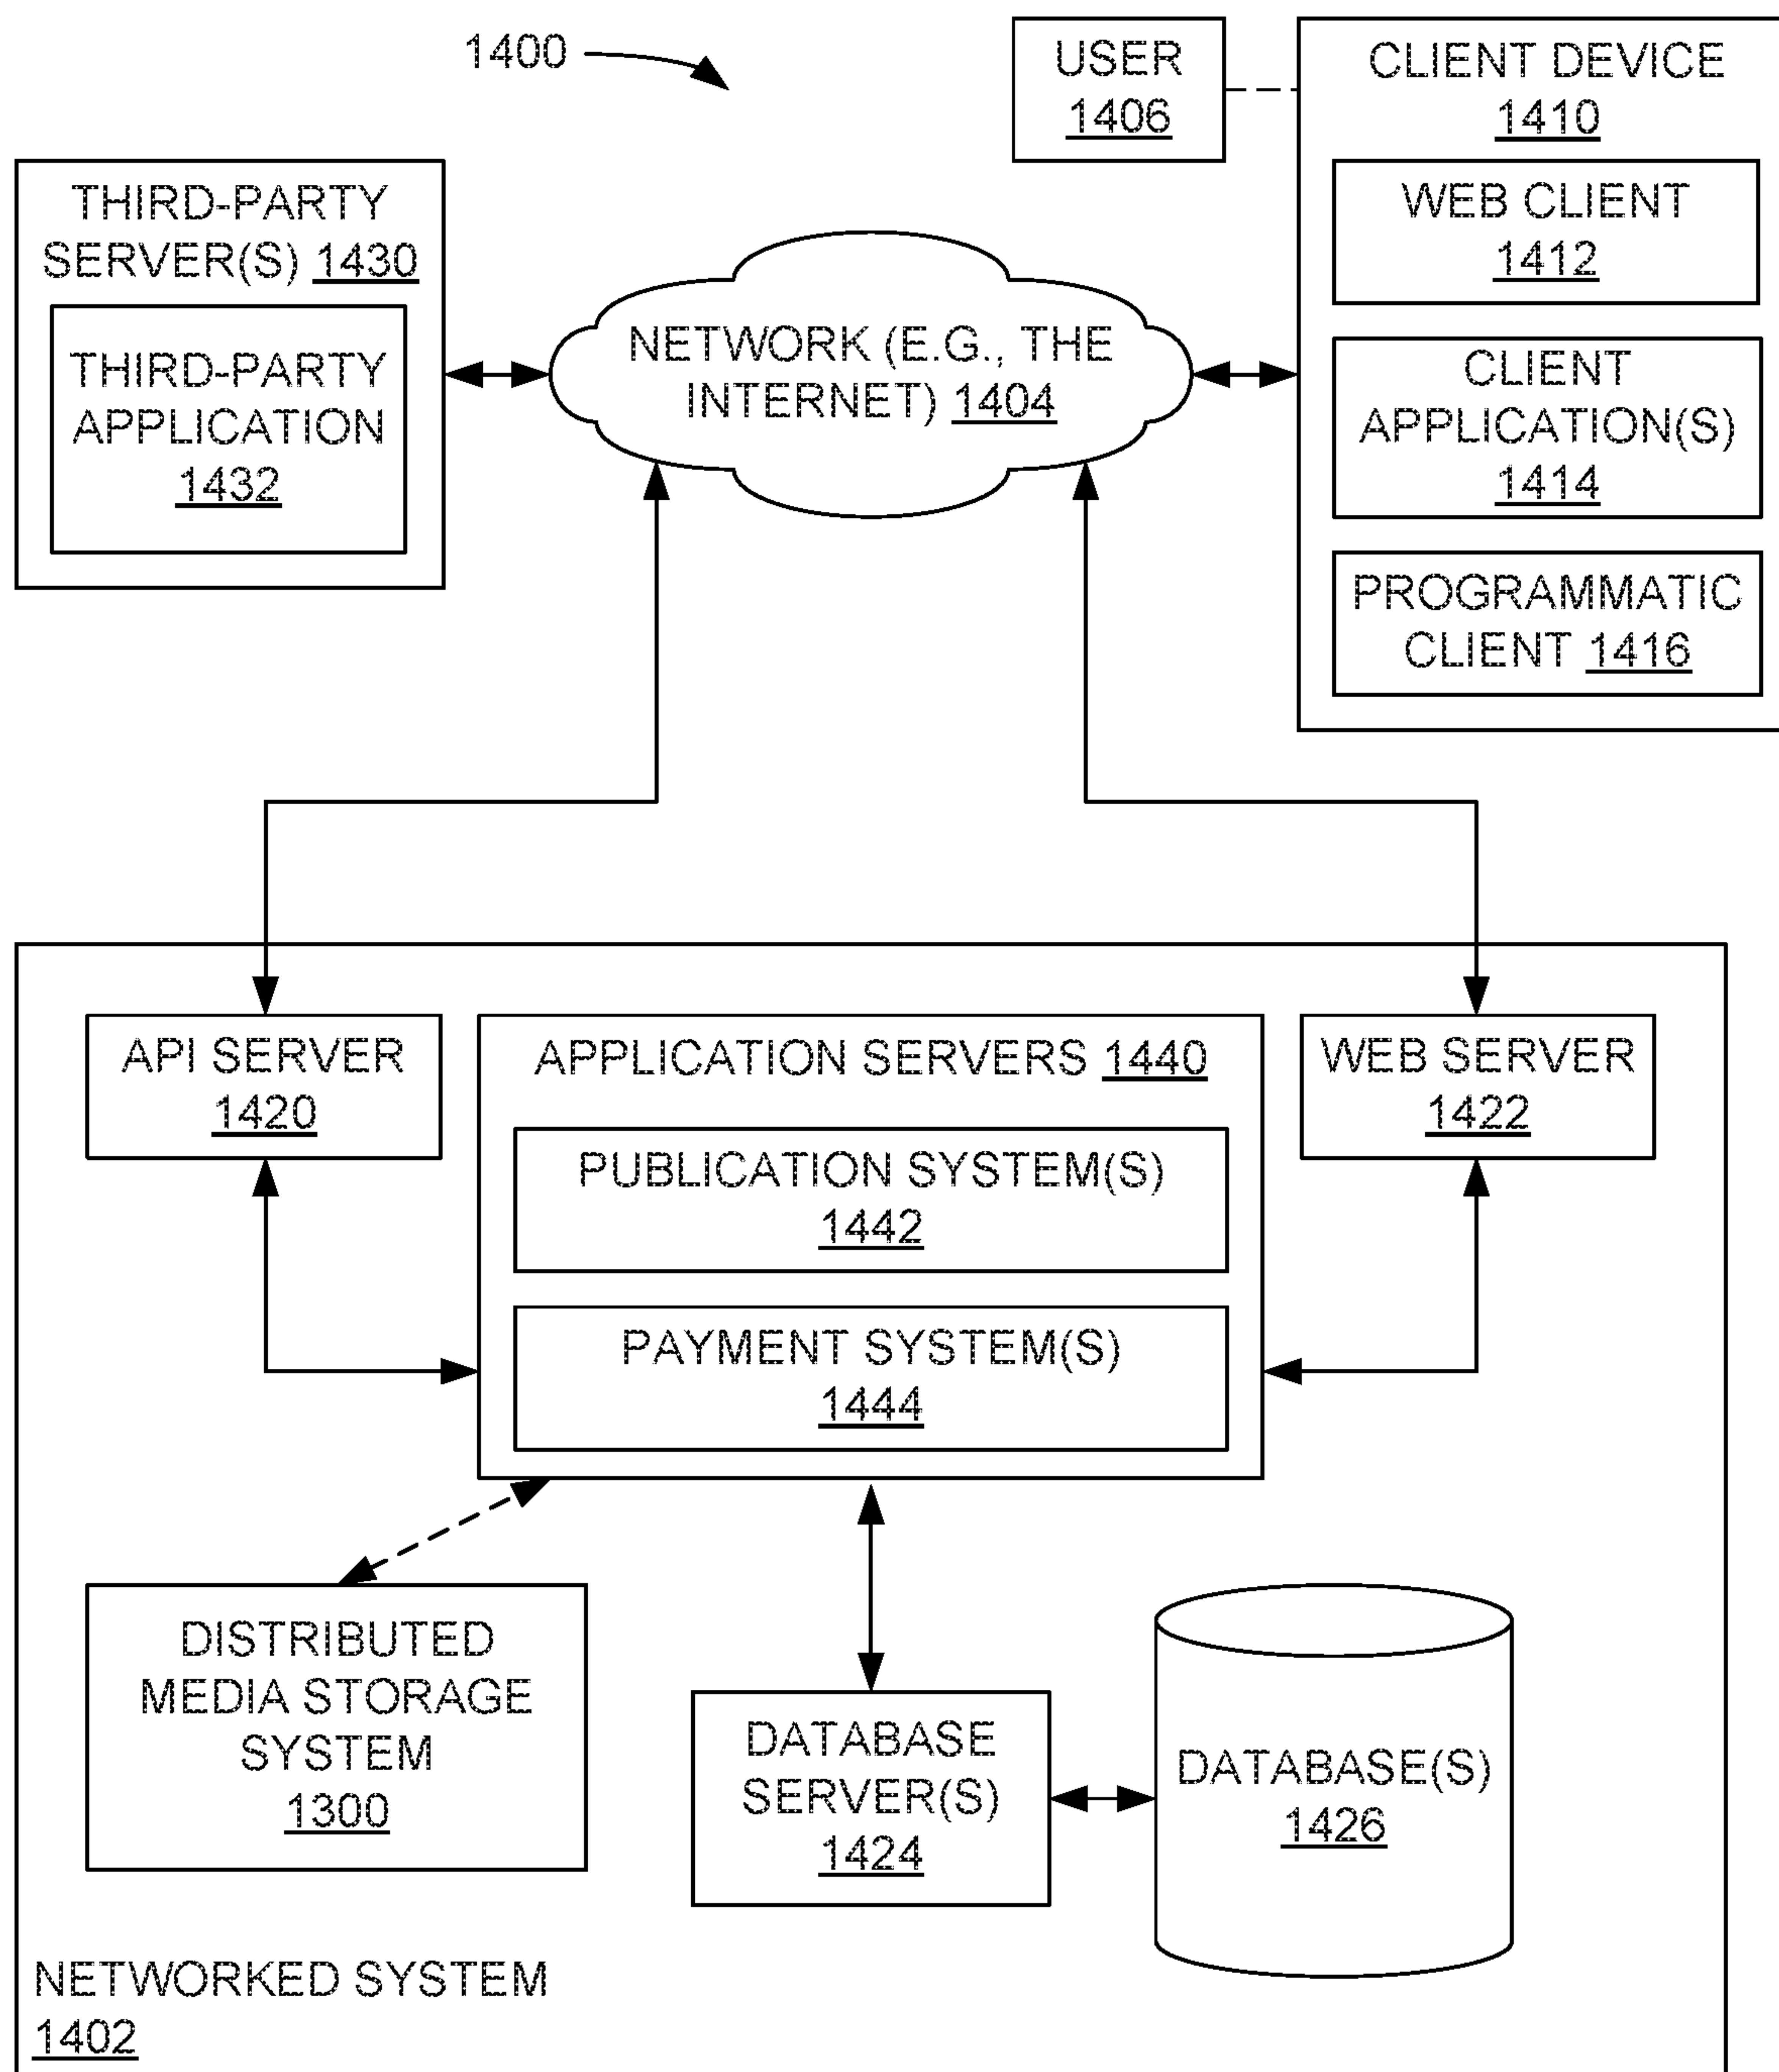 1400
USER
1406
CLIENT DEVICE
1410
WEB CLIENT
1412
CLIENT
APPLICATION(S)
1414
PROGRAMMATIC
CLIENT 1416
THIRD-PARTY
SERVER(S) 1430
THIRD-PARTY
APPLICATION
1432
NETWORK (E.G., THE
INTERNET) 1404
API SERVER
1420
APPLICATION SERVERS 1440
PUBLICATION SYSTEM(S)
1442
PAYMENT SYSTEM(S)
1444
WEB SERVER
1422
DISTRIBUTED
MEDIA STORAGE
SYSTEM
1300
DATABASE
SERVER(S)
1424
DATABASE(S)
1426
NETWORKED SYSTEM
1402